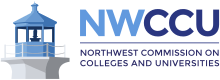 NWCCU
NORTHWEST COMMISSION ON
COLLEGES AND UNIVERSITIES